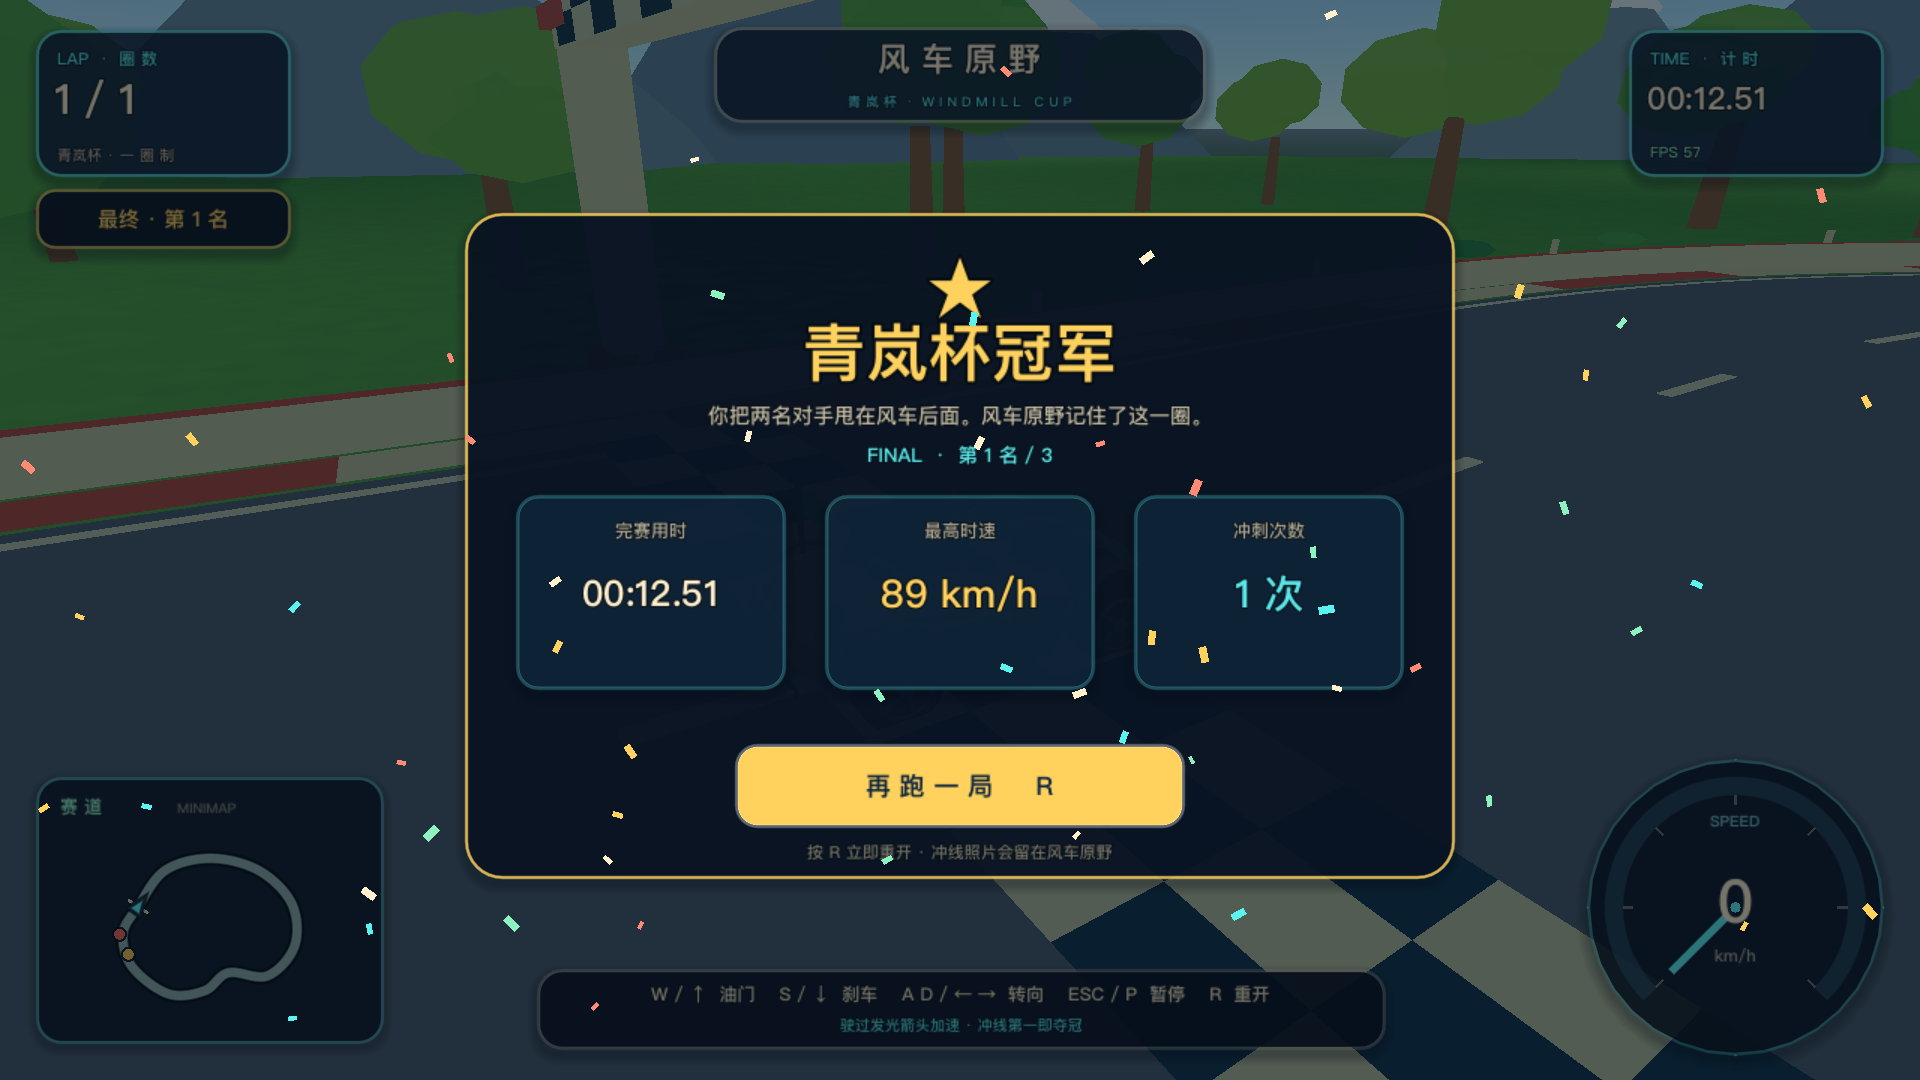 LAP · 圈数
1 / 1
青岚杯 · 一圈制
最终 · 第 1 名
风车原野
青岚杯 · WINDMILL CUP
TIME · 计时
00:12.51
FPS 57
青岚杯冠军
你把两名对手甩在风车后面。风车原野记住了这一圈。
FINAL · 第 1 名 / 3
完赛用时
00:12.51
最高时速
89 km/h
冲刺次数
1 次
再跑一局 R
按 R 立即重开 · 冲线照片会留在风车原野
赛道 MINIMAP
SPEED
0
km/h
W / ↑ 油门 S / ↓ 刹车 A D / ←→ 转向 ESC / P 暂停 R 重开
驶过发光箭头加速 · 冲线第一即夺冠